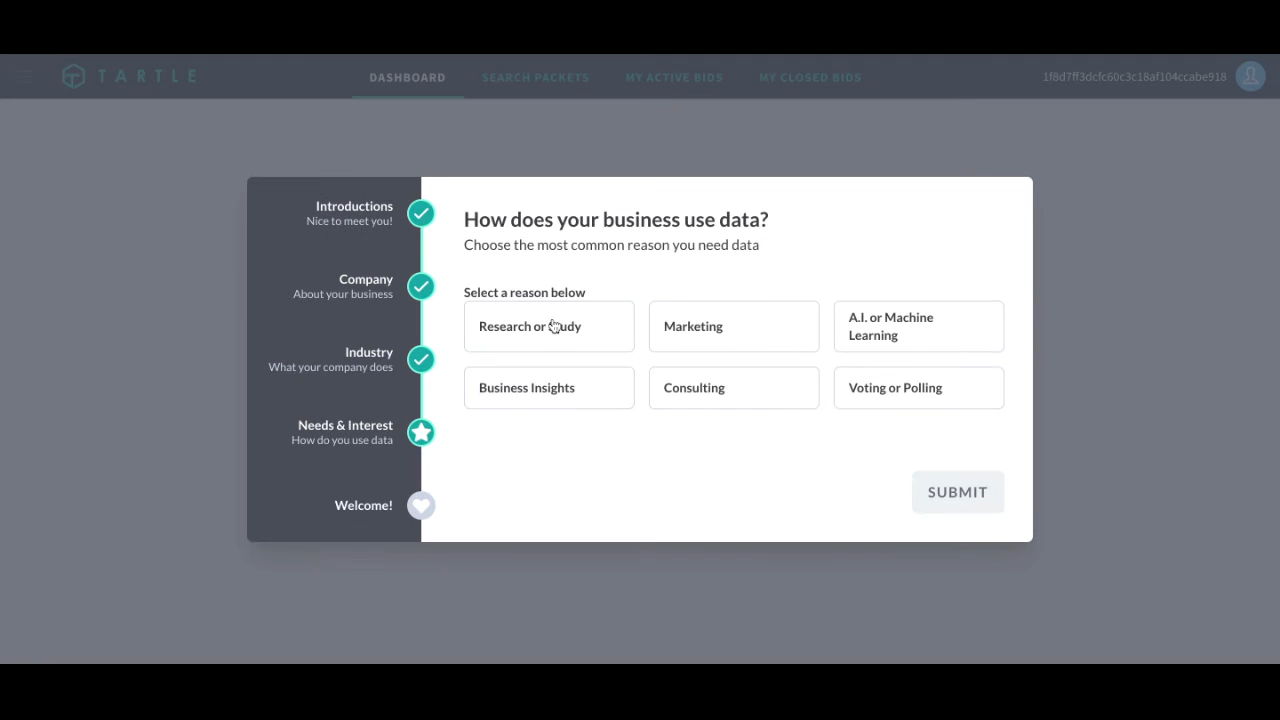 TARTLE
DASHBOARD
SEARCH PACKETS
MY ACTIVE BIDS
MY CLOSED BIDS
1f8d7ff3dcfc60c3c18af104ccabe918
Introductions
Nice to meet you!
Company
About your business
Industry
What your company does
Needs & Interest
How do you use data
Welcome!
How does your business use data?
Choose the most common reason you need data
Select a reason below
Research or Study
Marketing
A.I. or Machine
Learning
Business Insights
Consulting
Voting or Polling
SUBMIT